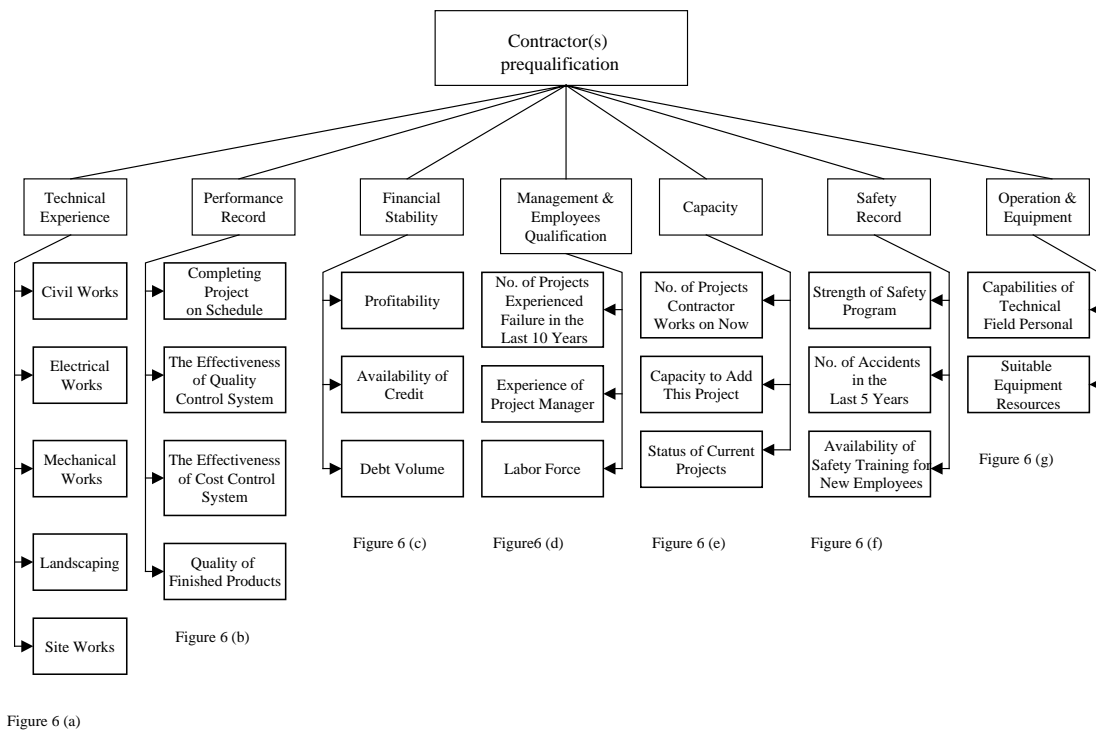 Contractor(s)
prequalification
Technical
Experience
Performance
Record
Financial
Stability
Management &
Employees
Qualification
Capacity
Safety
Record
Operation &
Equipment
Civil Works
Electrical
Works
Mechanical
Works
Landscaping
Site Works
Figure 6 (a)
Completing
Project
on Schedule
The Effectiveness
of Quality
Control System
The Effectiveness
of Cost Control
System
Quality of
Finished Products
Figure 6 (b)
Profitability
Availability of
Credit
Debt Volume
Figure 6 (c)
No. of Projects
Experienced
Failure in the
Last 10 Years
Experience of
Project Manager
Labor Force
Figure6 (d)
No. of Projects
Contractor
Works on Now
Capacity to Add
This Project
Status of Current
Projects
Figure 6 (e)
Strength of Safety
Program
No. of Accidents
in the
Last 5 Years
Availability of
Safety Training for
New Employees
Figure 6 (f)
Capabilities of
Technical
Field Personal
Suitable
Equipment
Resources
Figure 6 (g)